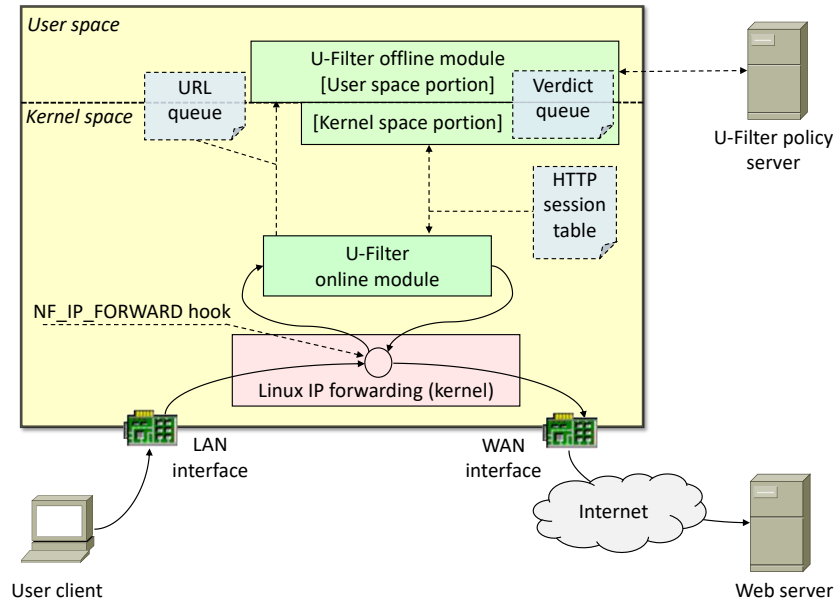 User space
U-Filter offline module
[User space portion]
URL
queue
Verdict
queue
Kernel space
[Kernel space portion]
U-Filter policy
server
HTTP
session
table
U-Filter
online module
NF_IP_FORWARD hook
Linux IP forwarding (kernel)
LAN
interface
WAN
interface
Internet
User client
Web server